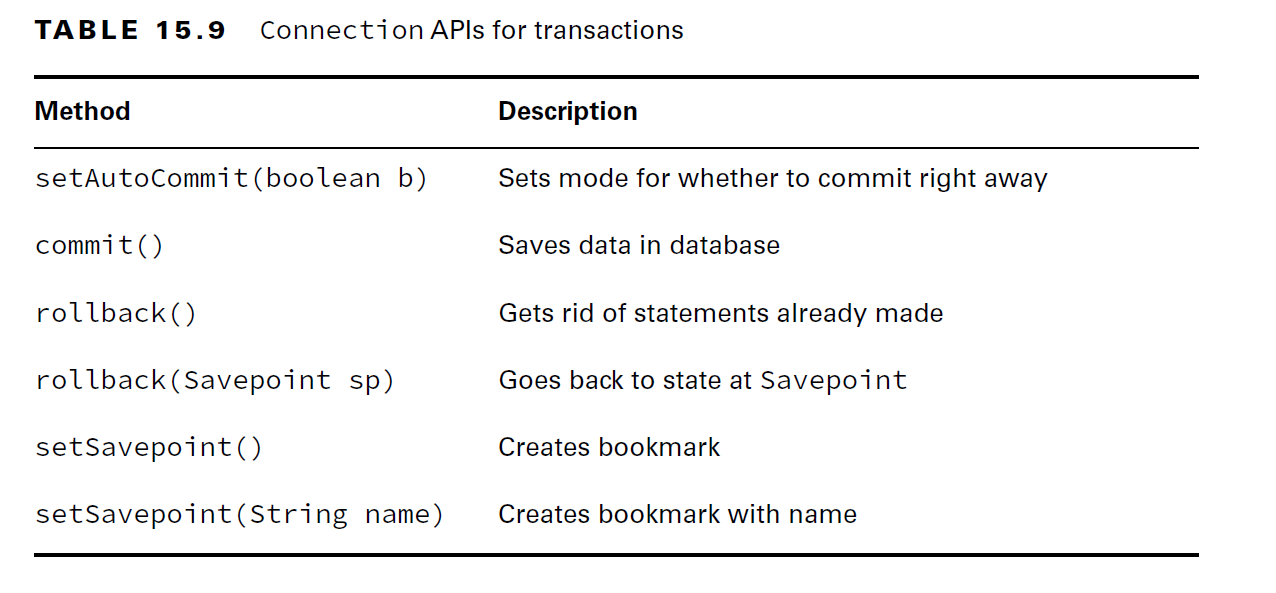 TABLE 15.9 Connection APIs for transactions
Method Description
setAutoCommit(boolean b) Sets mode for whether to commit right away
commit() Saves data in database
rollback() Gets rid of statements already made
rollback(Savepoint sp) Goes back to state at Savepoint
setSavepoint() Creates bookmark
setSavepoint(String name) Creates bookmark with name